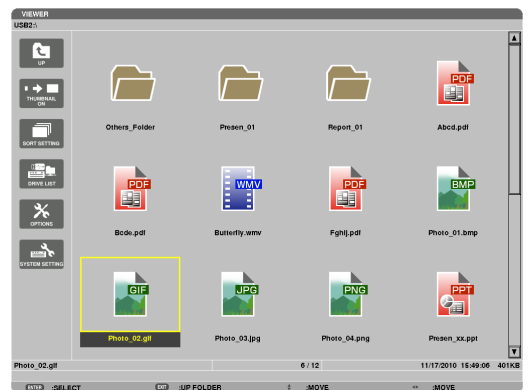 VIEWER
USB2:\
UP
THUMBNAIL
ON
SORT SETTING
DRIVE LIST
OPTIONS
SYSTEM SETTING
PDF
Others_Folder Presen_01 Report_01 Abcd.pdf
PDF WMV PDF BMP
Bcde.pdf Butterfly.wmv Fghij.pdf Photo_01.bmp
GIF JPG PNG PPT
Photo_02.gif Photo_03.jpg Photo_04.png Presen_xx.ppt
Photo_02.gif 6 / 12 11/17/2010 15:49:06 401KB
ENTER :SELECT EXIT :UP FOLDER :MOVE :MOVE